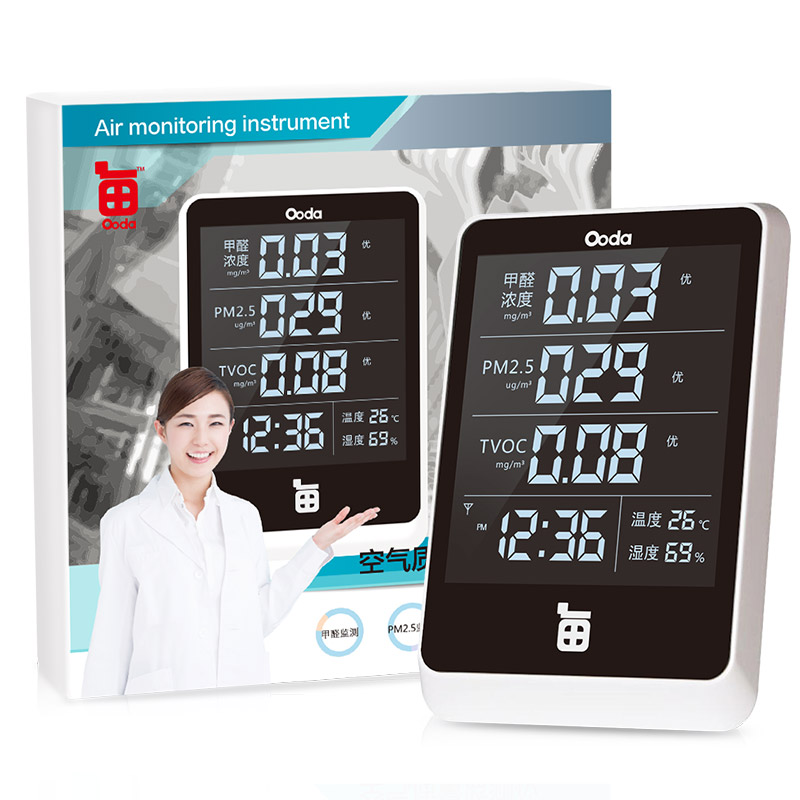 Air monitoring instrument
TM
Ooda
Ooda
甲醛
浓度
mg/m³
0.03
优
PM2.5
ug/m³
029
优
TVOC
mg/m³
0.08
优
12:36
温度 26 ℃
湿度 69 %
空气质
甲醛监测
PM2.5
Ooda
甲醛
浓度
mg/m³
0.03
优
PM2.5
ug/m³
029
优
TVOC
mg/m³
0.08
优
PM
12:36
温度 26 ℃
湿度 69 %